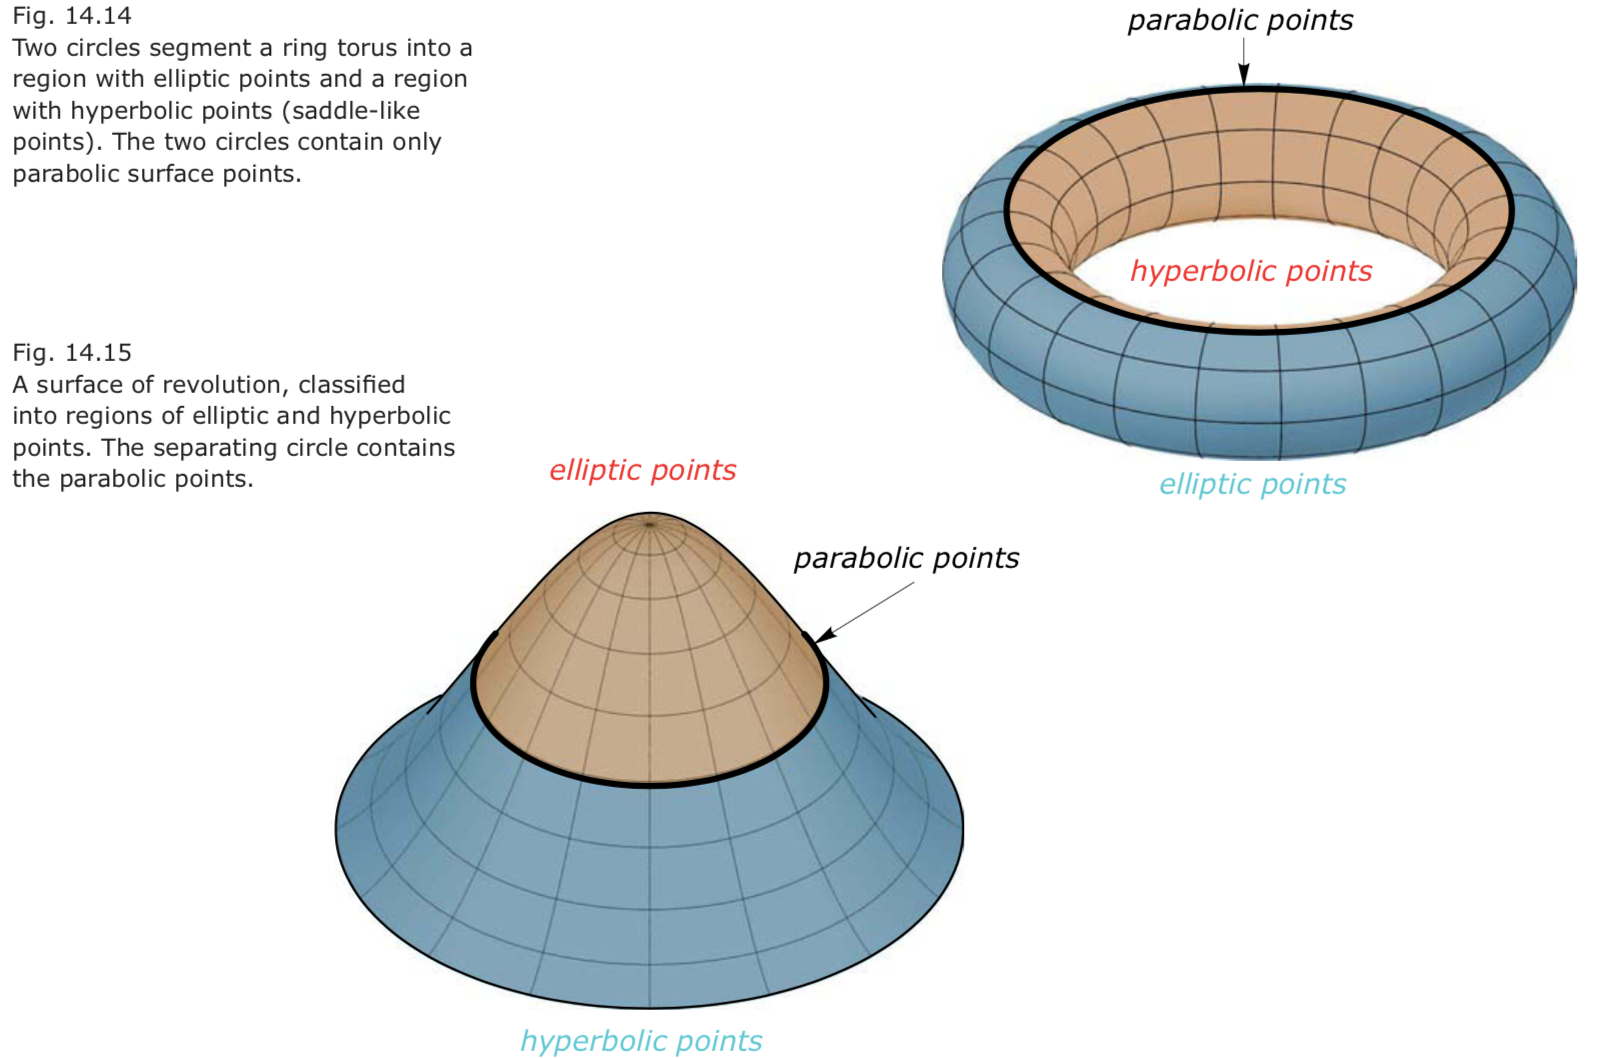 Fig. 14.14
Two circles segment a ring torus into a
region with elliptic points and a region
with hyperbolic points (saddle-like
points). The two circles contain only
parabolic surface points.
parabolic points
hyperbolic points
elliptic points
Fig. 14.15
A surface of revolution, classified
into regions of elliptic and hyperbolic
points. The separating circle contains
the parabolic points.
elliptic points
parabolic points
hyperbolic points